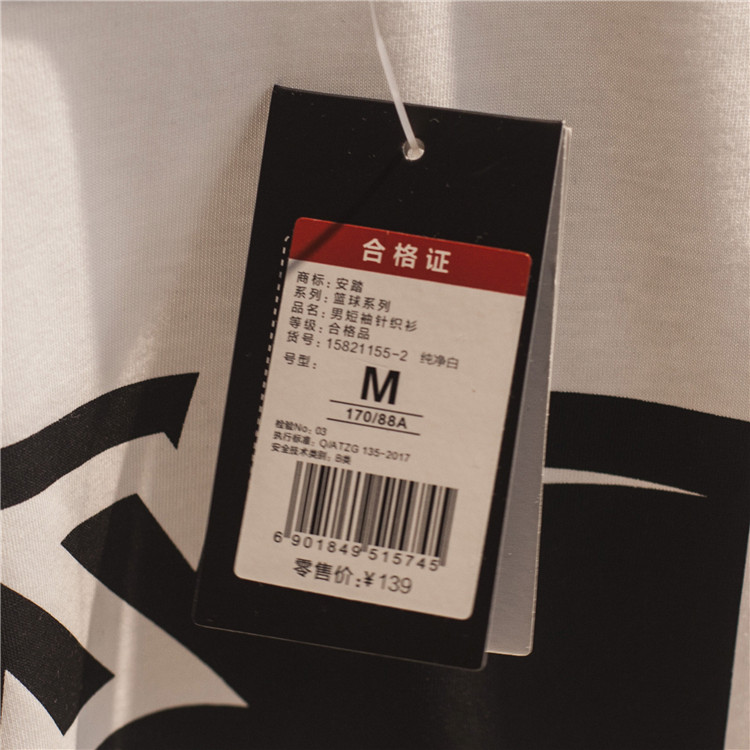 合格证
商标：安踏
系列：篮球系列
品名：男短袖针织衫
等级：合格品
货号：15821155-2 纯净白
号型：
M
170/88A
检验No：03
执行标准：Q/ATZG 135-2017
安全技术类别：B类
6 901849 515745
零售价：¥139